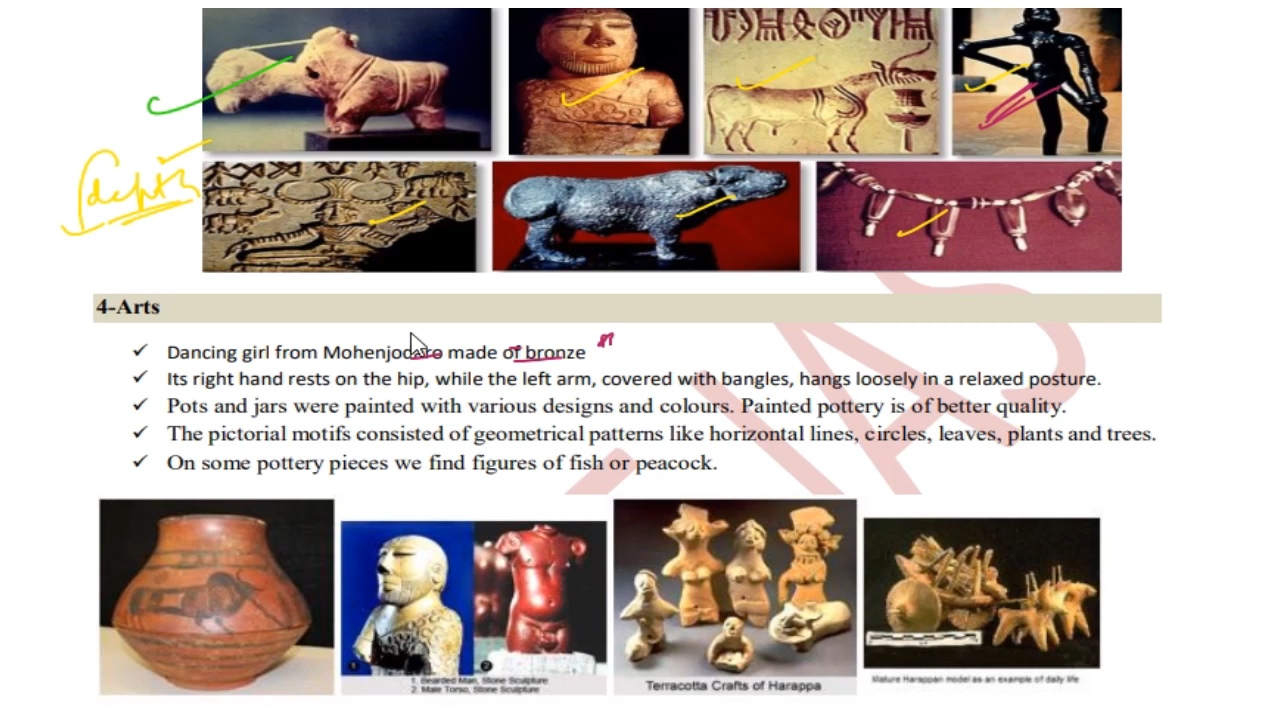 depth
4-Arts
✓ Dancing girl from Mohenjodaro made of bronze
✓ Its right hand rests on the hip, while the left arm, covered with bangles, hangs loosely in a relaxed posture.
✓ Pots and jars were painted with various designs and colours. Painted pottery is of better quality.
✓ The pictorial motifs consisted of geometrical patterns like horizontal lines, circles, leaves, plants and trees.
✓ On some pottery pieces we find figures of fish or peacock.
IAS
1. Bearded Man, Stone Sculpture
2. Male Torso, Stone Sculpture
Terracotta Crafts of Harappa
Mature Harappan model as an example of daily life